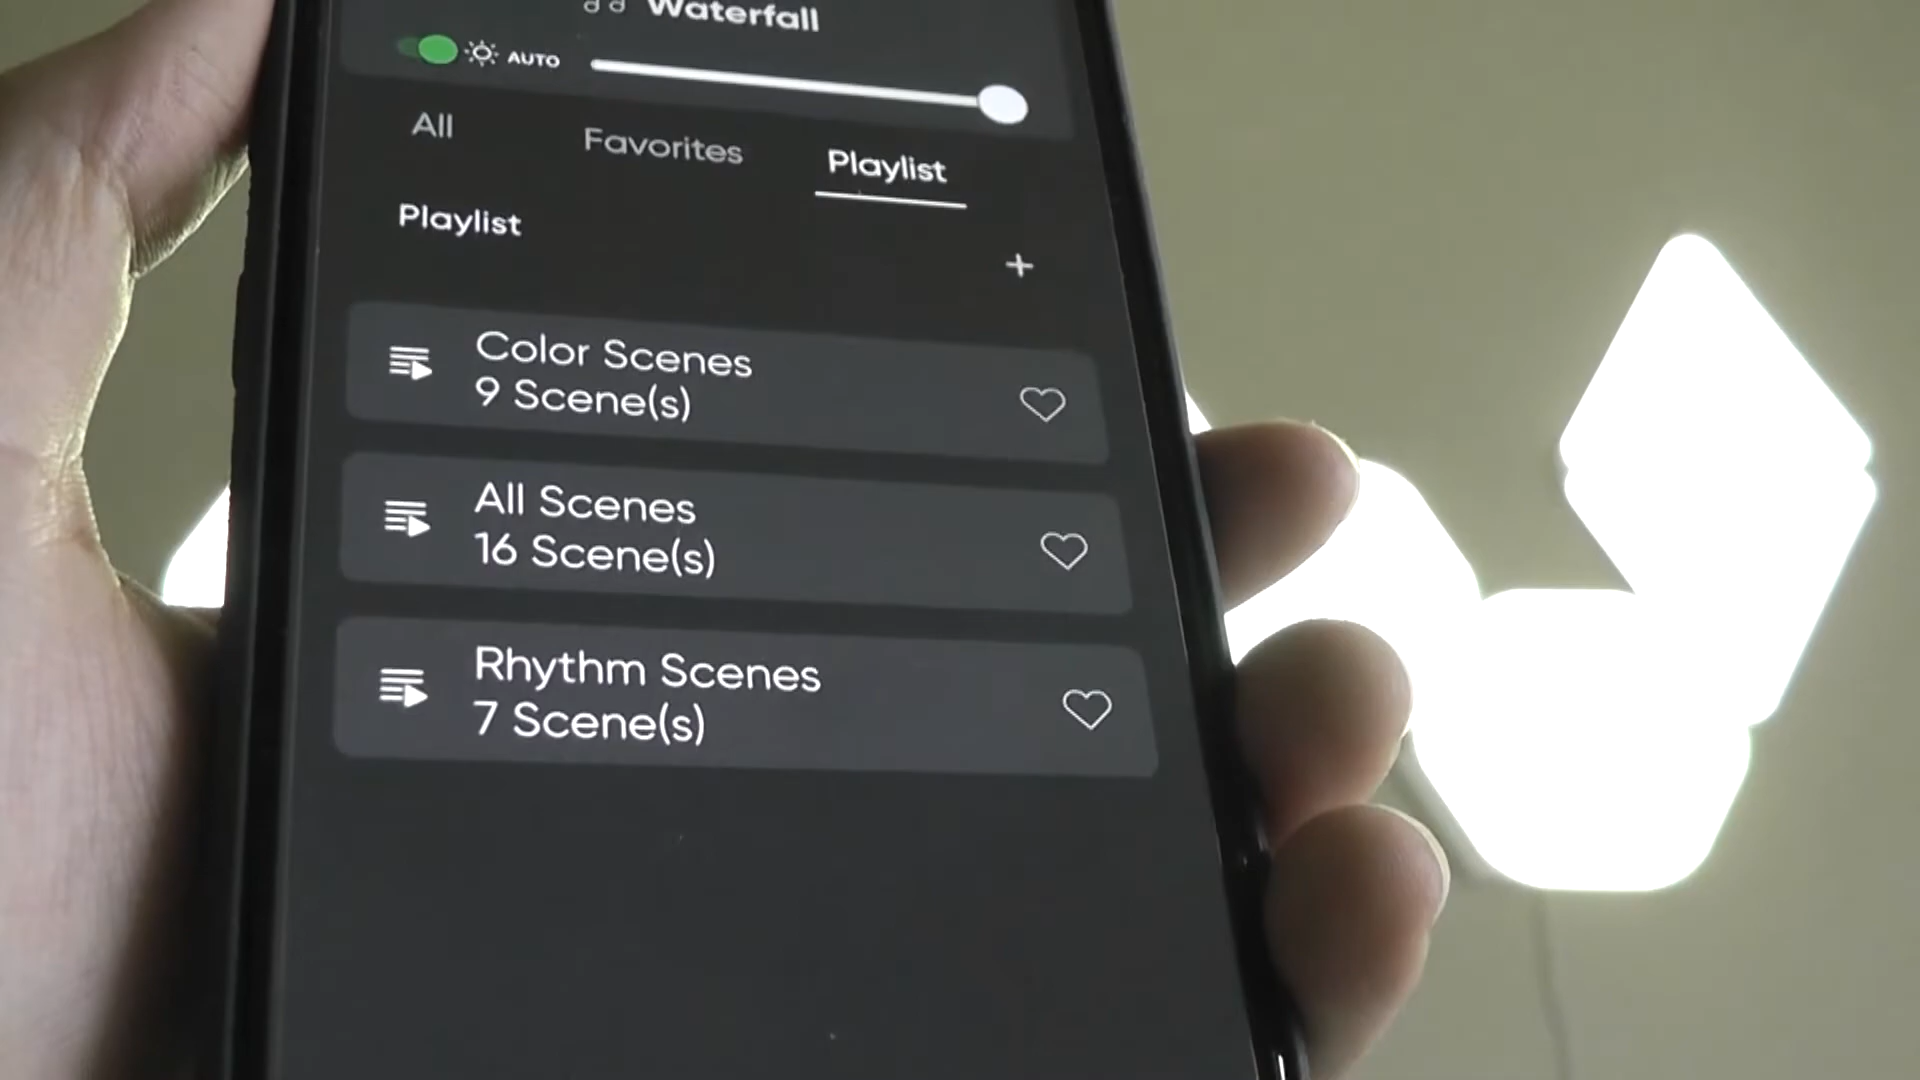 Waterfall
AUTO
All
Favorites
Playlist
Playlist
+
Color Scenes
9 Scene(s)
All Scenes
16 Scene(s)
Rhythm Scenes
7 Scene(s)